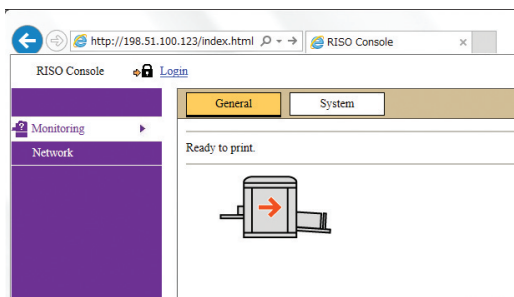 http://198.51.100.123/index.html
RISO Console
RISO Console
Login
General
System
Monitoring
Network
Ready to print.